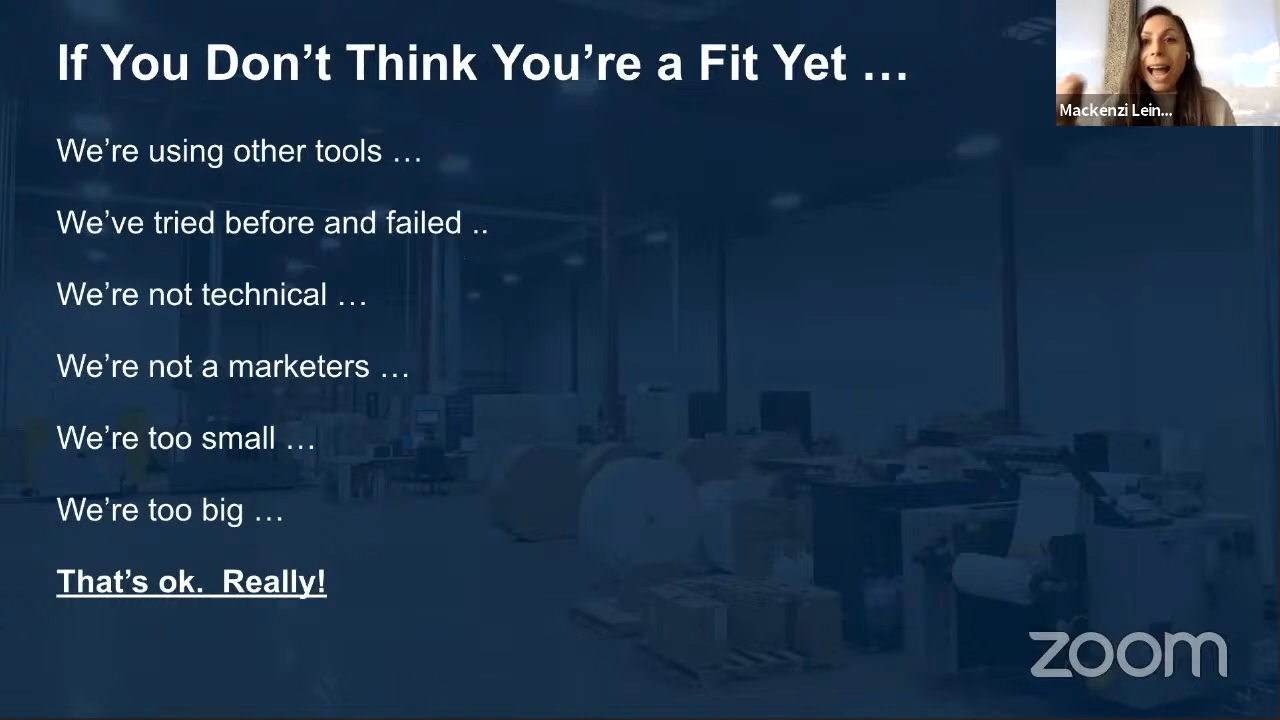 If You Don’t Think You’re a Fit Yet …
Mackenzi Lein...
We’re using other tools …
We’ve tried before and failed ..
We’re not technical …
We’re not a marketers …
We’re too small …
We’re too big …
That’s ok.  Really!
zoom